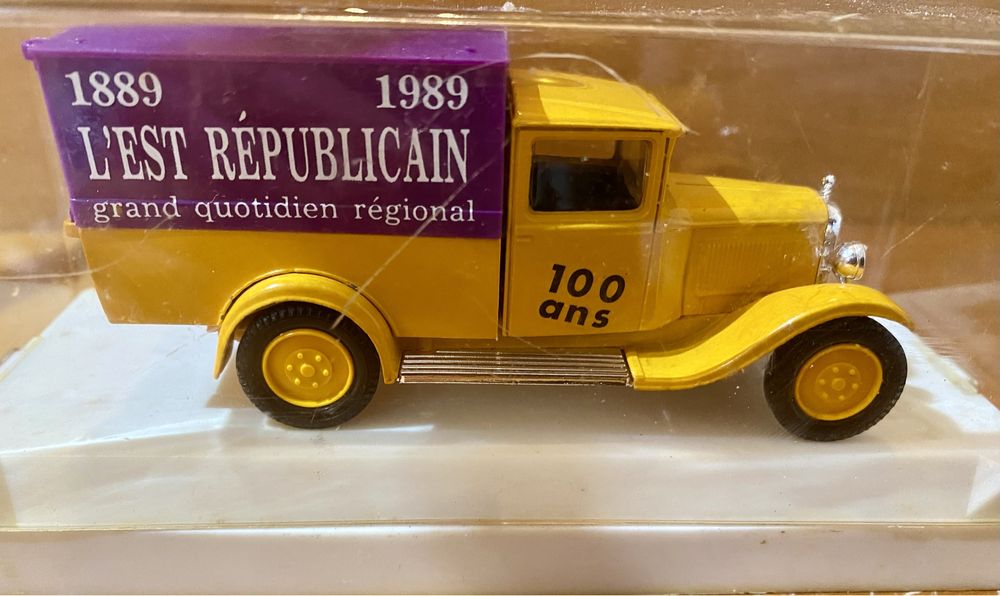 1889 1989
L'EST RÉPUBLICAIN
grand quotidien régional
100
ans